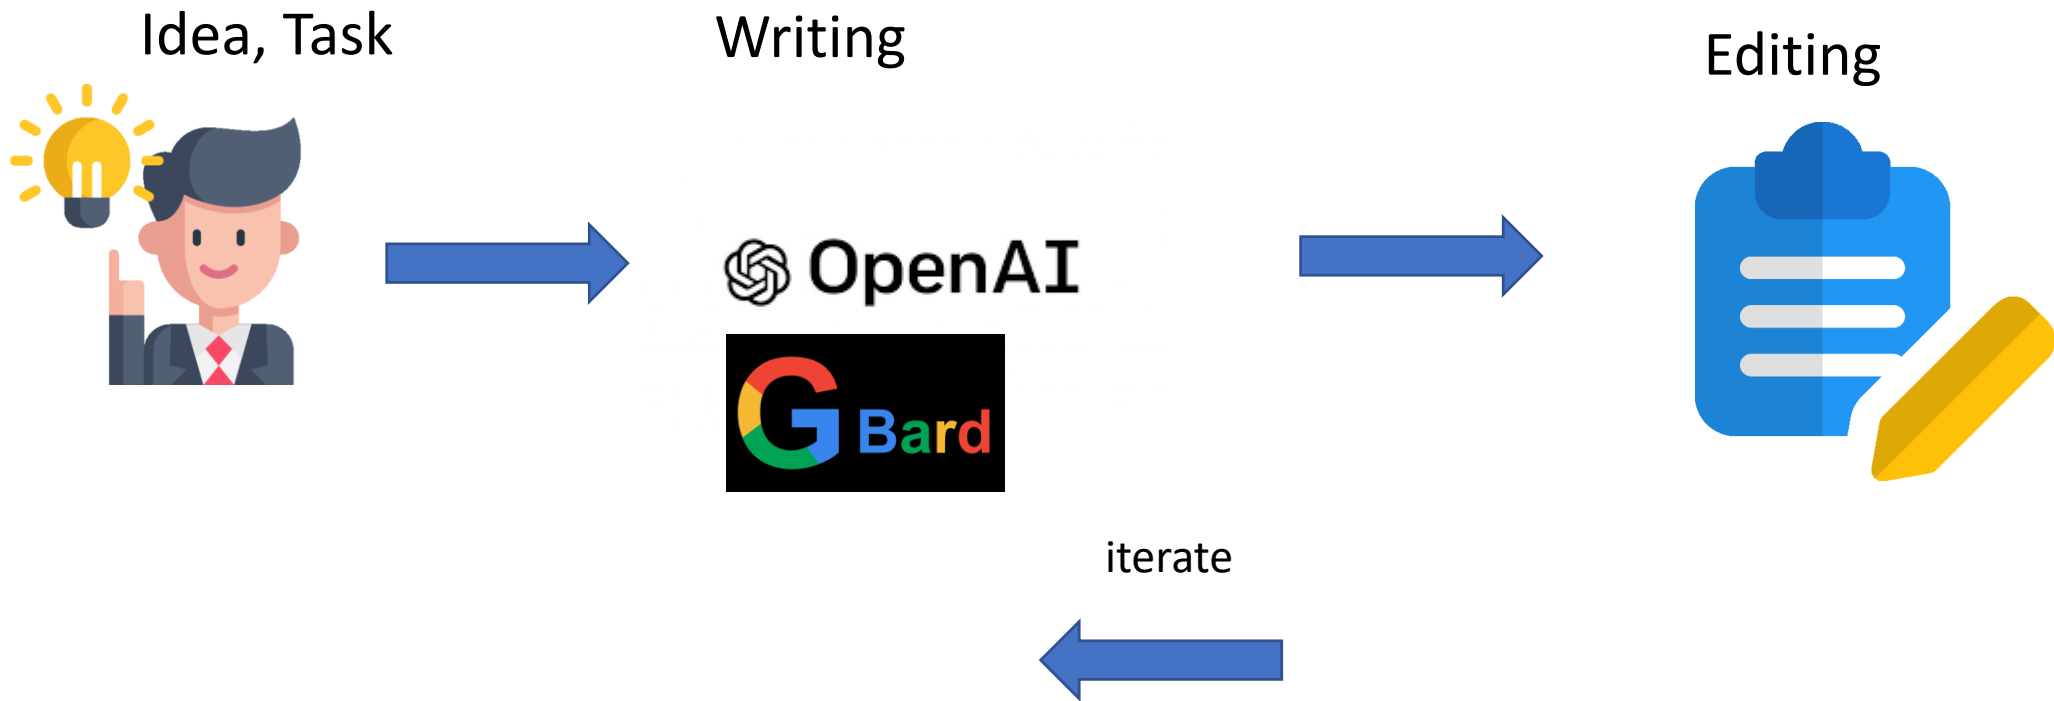 Idea, Task
Writing
Editing
OpenAI
G Bard
iterate